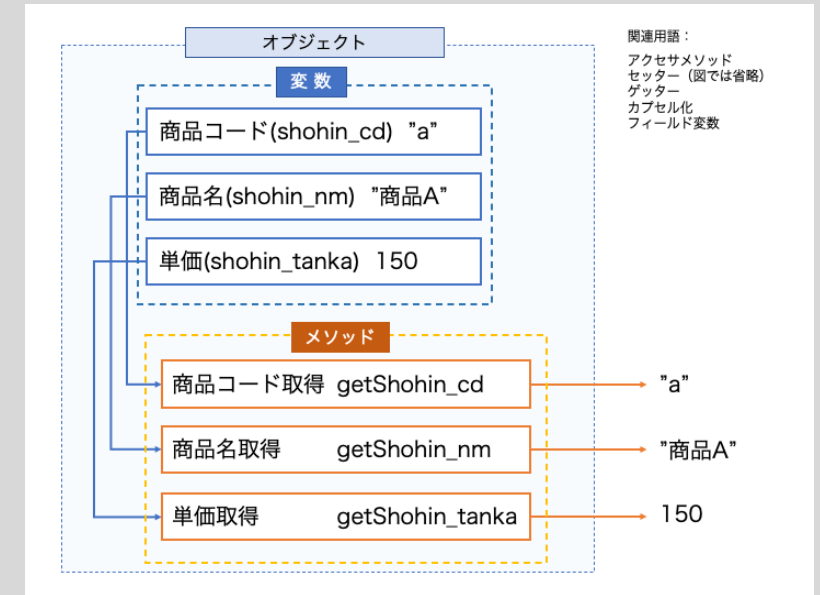 オブジェクト
変 数
商品コード(shohin_cd) ”a”
商品名(shohin_nm) ”商品A”
単価(shohin_tanka) 150
メソッド
商品コード取得 getShohin_cd
”a”
商品名取得 getShohin_nm
”商品A”
単価取得 getShohin_tanka
150
関連用語：
アクセサメソッド
セッター（図では省略）
ゲッター
カプセル化
フィールド変数